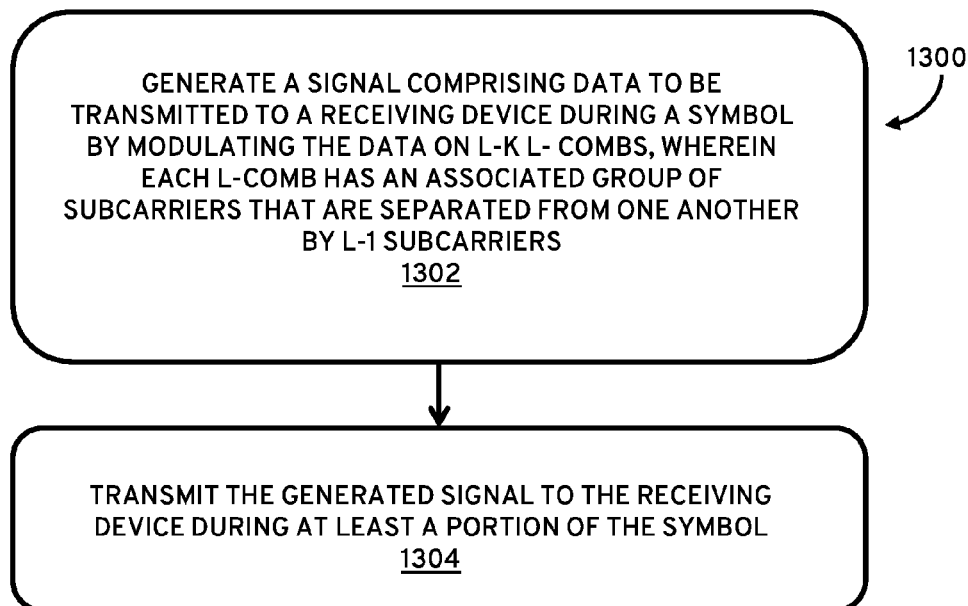 1300
GENERATE A SIGNAL COMPRISING DATA TO BE
TRANSMITTED TO A RECEIVING DEVICE DURING A SYMBOL
BY MODULATING THE DATA ON L-K L- COMBS, WHEREIN
EACH L-COMB HAS AN ASSOCIATED GROUP OF
SUBCARRIERS THAT ARE SEPARATED FROM ONE ANOTHER
BY L-1 SUBCARRIERS
1302
TRANSMIT THE GENERATED SIGNAL TO THE RECEIVING
DEVICE DURING AT LEAST A PORTION OF THE SYMBOL
1304